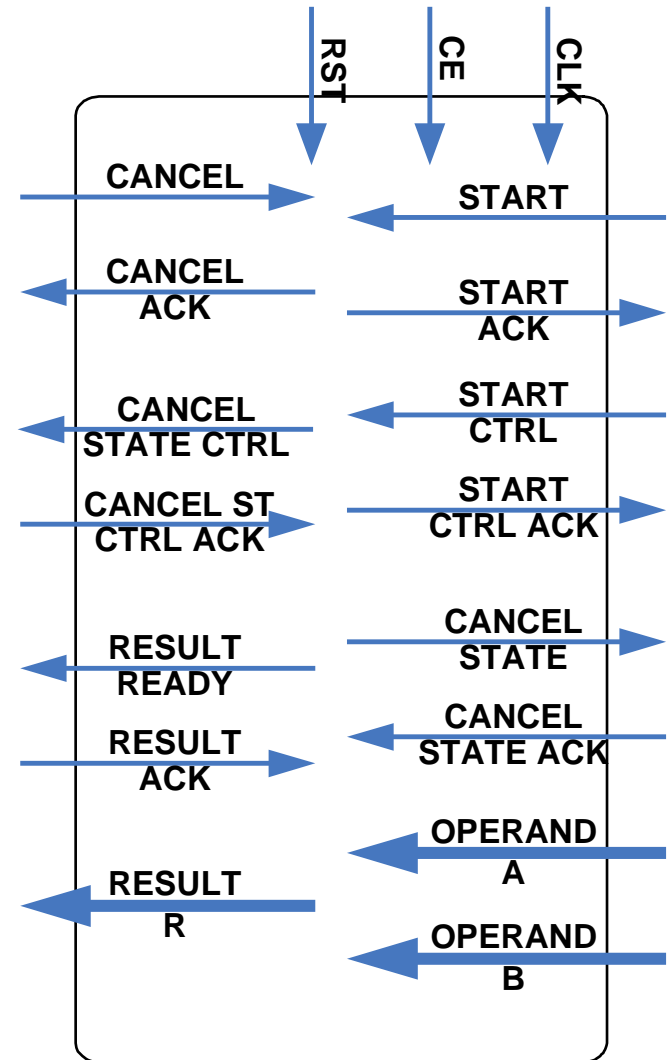 RST
CE
CLK
CANCEL
START
CANCEL
ACK
START
ACK
CANCEL
STATE CTRL
START
CTRL
CANCEL ST
CTRL ACK
START
CTRL ACK
RESULT
READY
CANCEL
STATE
RESULT
ACK
CANCEL
STATE ACK
OPERAND
A
RESULT
R
OPERAND
B